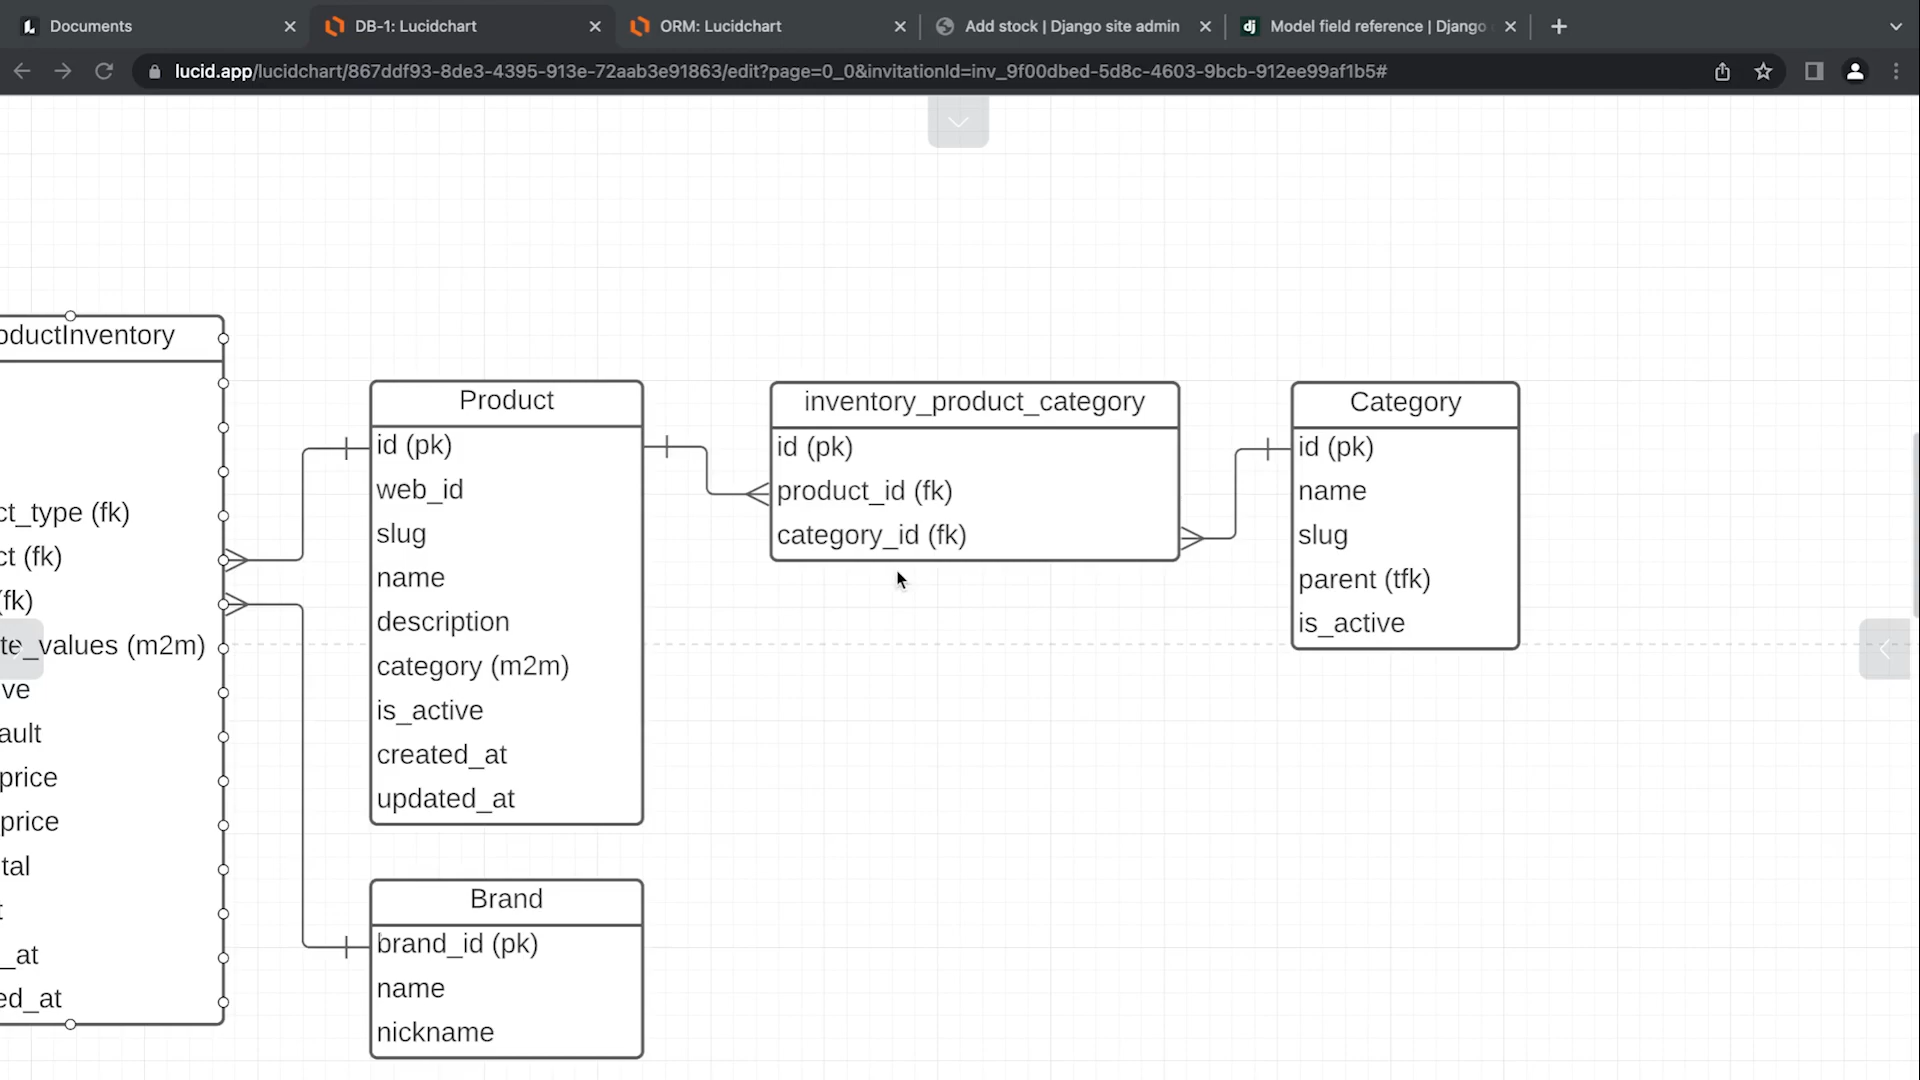 Documents
DB-1: Lucidchart
ORM: Lucidchart
Add stock | Django site admin
Model field reference | Django
lucid.app/lucidchart/867ddf93-8de3-4395-913e-72aab3e91863/edit?page=0_0&invitationId=inv_9f00dbed-5d8c-4603-9bcb-912ee99af1b5#
oductInventory
ct_type (fk)
ct (fk)
(fk)
te_values (m2m)
ve
ault
price
price
tal
t
_at
ed_at
Product
id (pk)
web_id
slug
name
description
category (m2m)
is_active
created_at
updated_at
Brand
brand_id (pk)
name
nickname
inventory_product_category
id (pk)
product_id (fk)
category_id (fk)
Category
id (pk)
name
slug
parent (tfk)
is_active